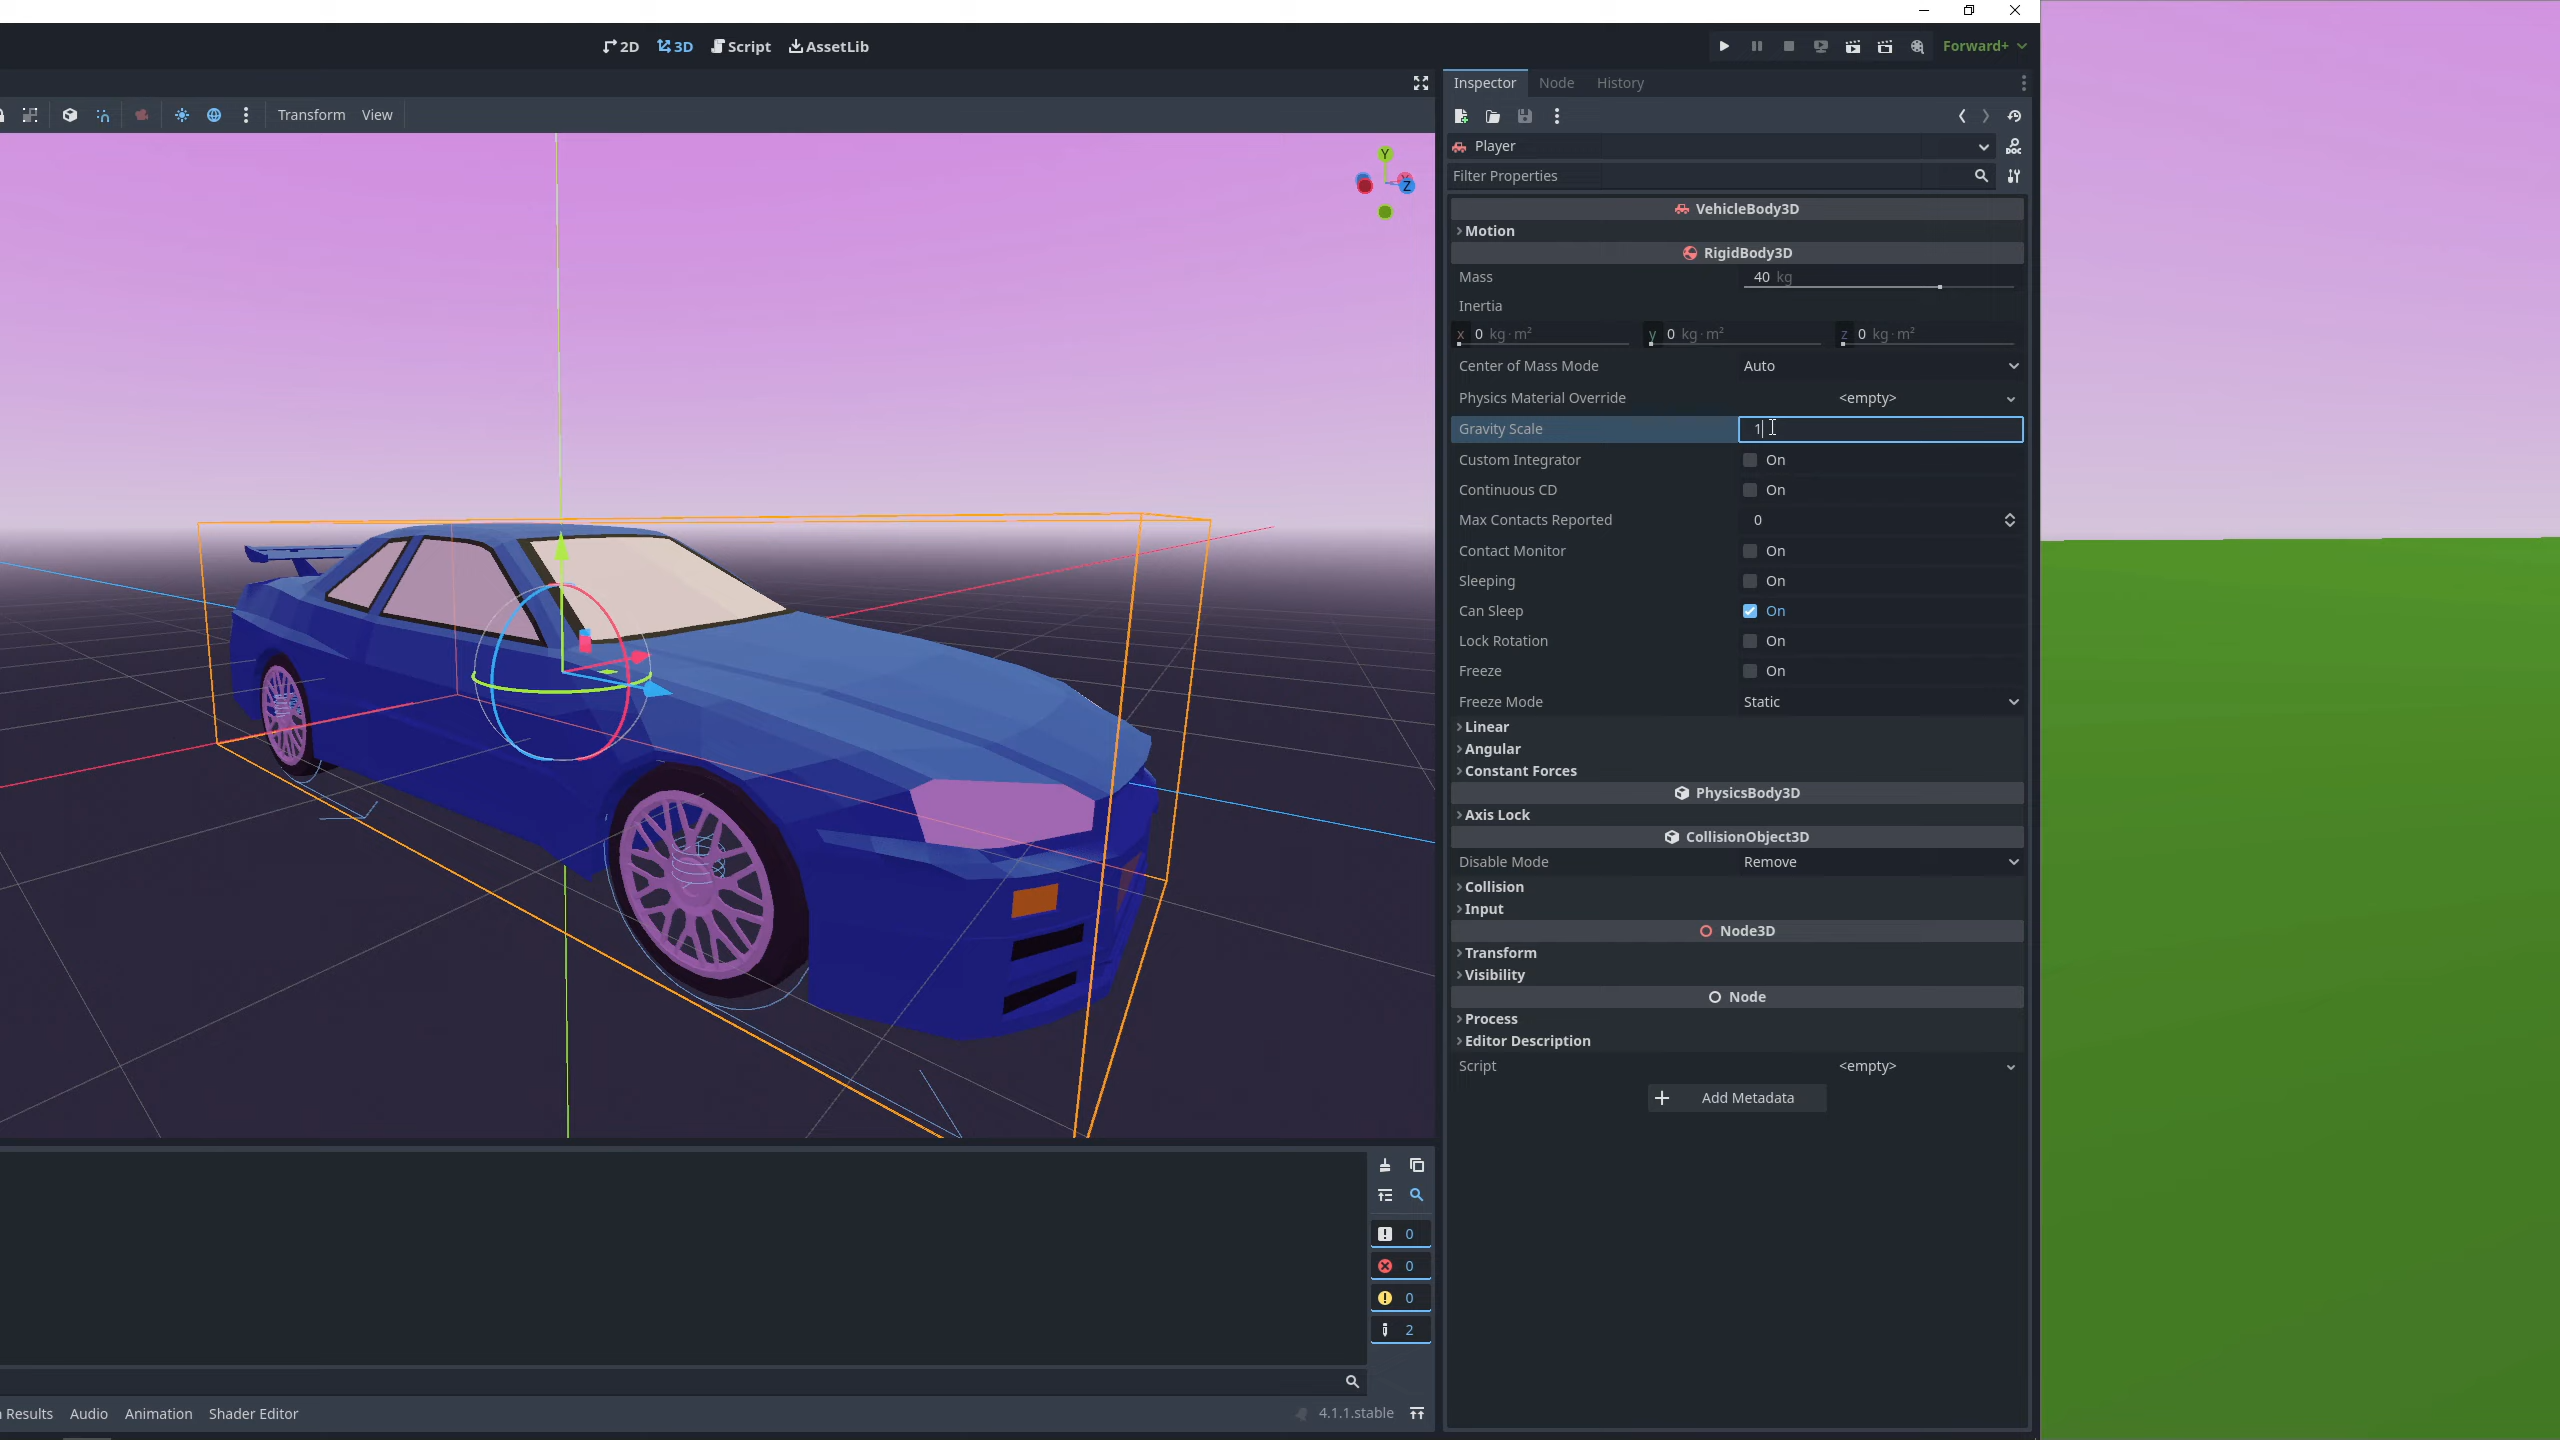 2D 3D Script AssetLib
Forward+
Inspector Node History
Transform View
Player
Filter Properties
VehicleBody3D
Motion
RigidBody3D
Mass 40 kg
Inertia
x 0 kg·m² y 0 kg·m² z 0 kg·m²
Center of Mass Mode Auto
Physics Material Override <empty>
Gravity Scale 1
Custom Integrator On
Continuous CD On
Max Contacts Reported 0
Contact Monitor On
Sleeping On
Can Sleep On
Lock Rotation On
Freeze On
Freeze Mode Static
Linear
Angular
Constant Forces
PhysicsBody3D
Axis Lock
CollisionObject3D
Disable Mode Remove
Collision
Input
Node3D
Transform
Visibility
Node
Process
Editor Description
Script <empty>
Add Metadata
Y
Z
0
0
0
2
Results Audio Animation Shader Editor
4.1.1.stable